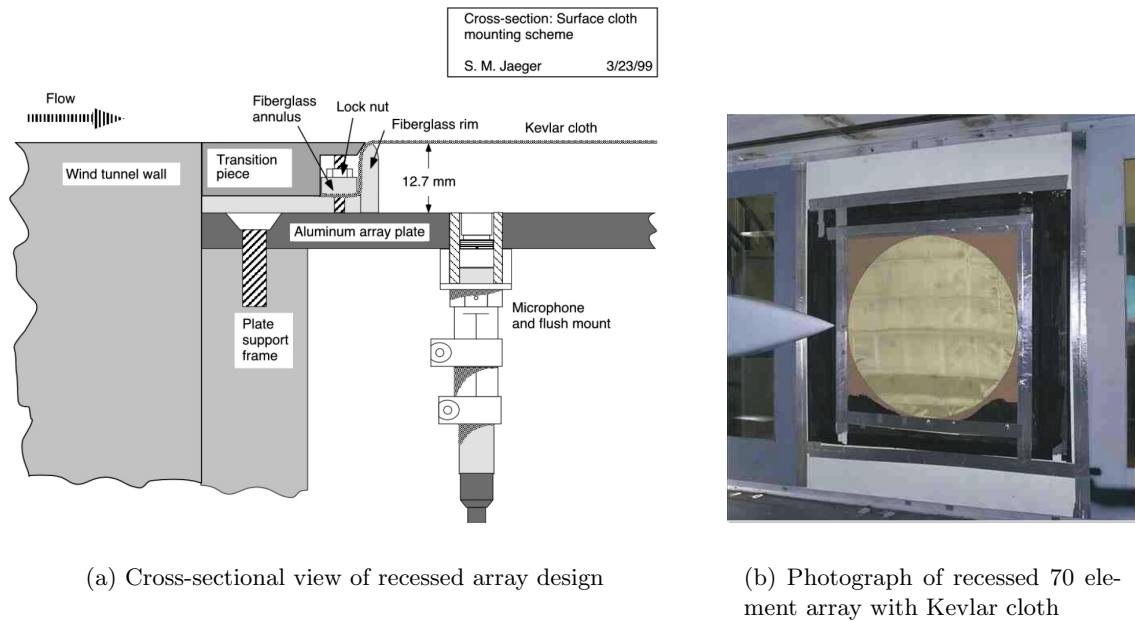 Cross-section: Surface cloth
mounting scheme
S. M. Jaeger 3/23/99
Flow
Fiberglass
annulus
Lock nut
Fiberglass rim
Kevlar cloth
Wind tunnel wall
Transition
piece
12.7 mm
Aluminum array plate
Microphone
and flush mount
Plate
support
frame
(a) Cross-sectional view of recessed array design
(b) Photograph of recessed 70 ele-
ment array with Kevlar cloth